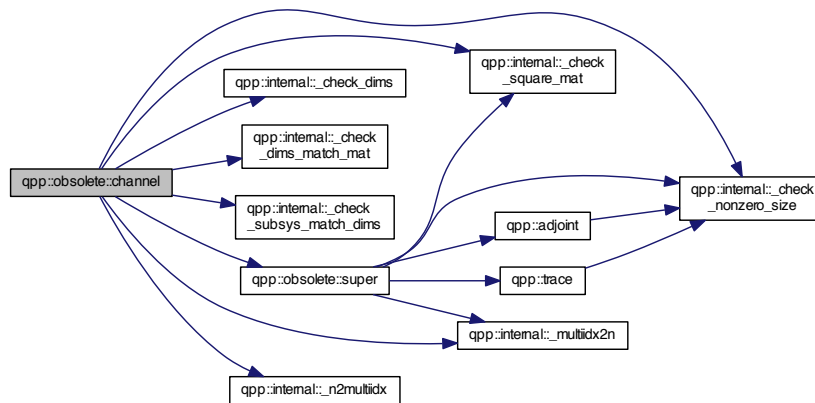 qpp::internal::_check
_square_mat
qpp::internal::_check_dims
qpp::internal::_check
_dims_match_mat
qpp::obsolete::channel
qpp::internal::_check
_nonzero_size
qpp::internal::_check
_subsys_match_dims
qpp::adjoint
qpp::obsolete::super
qpp::trace
qpp::internal::_multiidx2n
qpp::internal::_n2multiidx